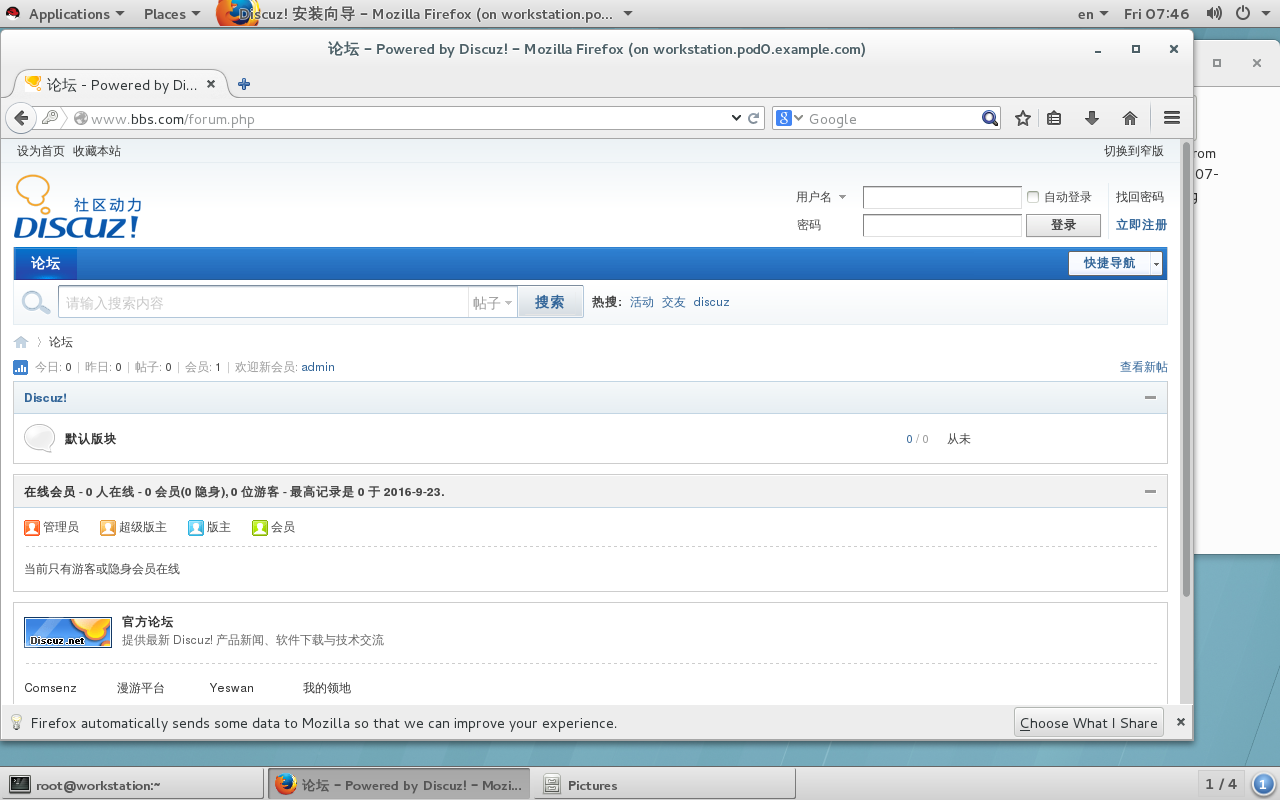 Applications Places Discuz! 安装向导 - Mozilla Firefox (on workstation.po... en Fri 07:46
论坛 - Powered by Discuz! - Mozilla Firefox (on workstation.pod0.example.com)
论坛 - Powered by Di...
www.bbs.com/forum.php Google
设为首页 收藏本站 切换到窄版
rom
07-
g
社区动力
DISCUZ!
用户名 自动登录 找回密码
密码 登录 立即注册
论坛 快捷导航
请输入搜索内容 帖子 搜索 热搜: 活动 交友 discuz
论坛
今日: 0 | 昨日: 0 | 帖子: 0 | 会员: 1 | 欢迎新会员: admin 查看新帖
Discuz!
默认版块 0 / 0 从未
在线会员 - 0 人在线 - 0 会员(0 隐身), 0 位游客 - 最高记录是 0 于 2016-9-23.
管理员 超级版主 版主 会员
当前只有游客或隐身会员在线
Discuz.net
官方论坛
提供最新 Discuz! 产品新闻、软件下载与技术交流
Comsenz 漫游平台 Yeswan 我的领地
Firefox automatically sends some data to Mozilla so that we can improve your experience. Choose What I Share
root@workstation:~ 论坛 - Powered by Discuz! - Mozi... Pictures 1 / 4 1